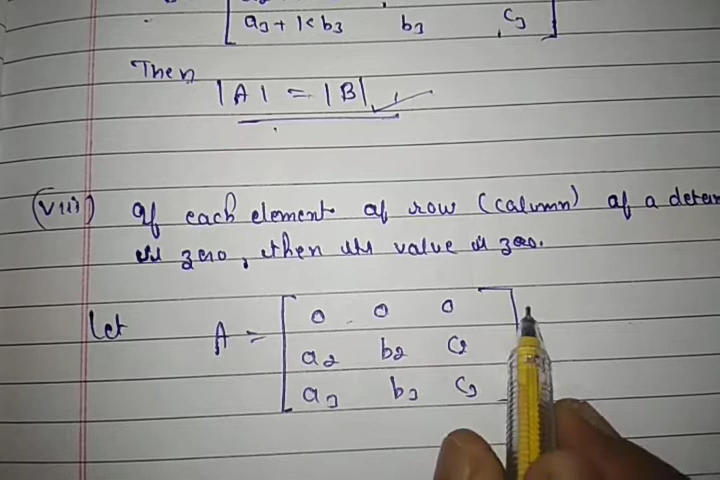 a3 + k b3 b3 c3
Then
|A| = |B|
(viii) If each element of row (column) of a deter
is zero, then its value is zero.
Let A = [ 0 0 0
a2 b2 c2
a3 b3 c3